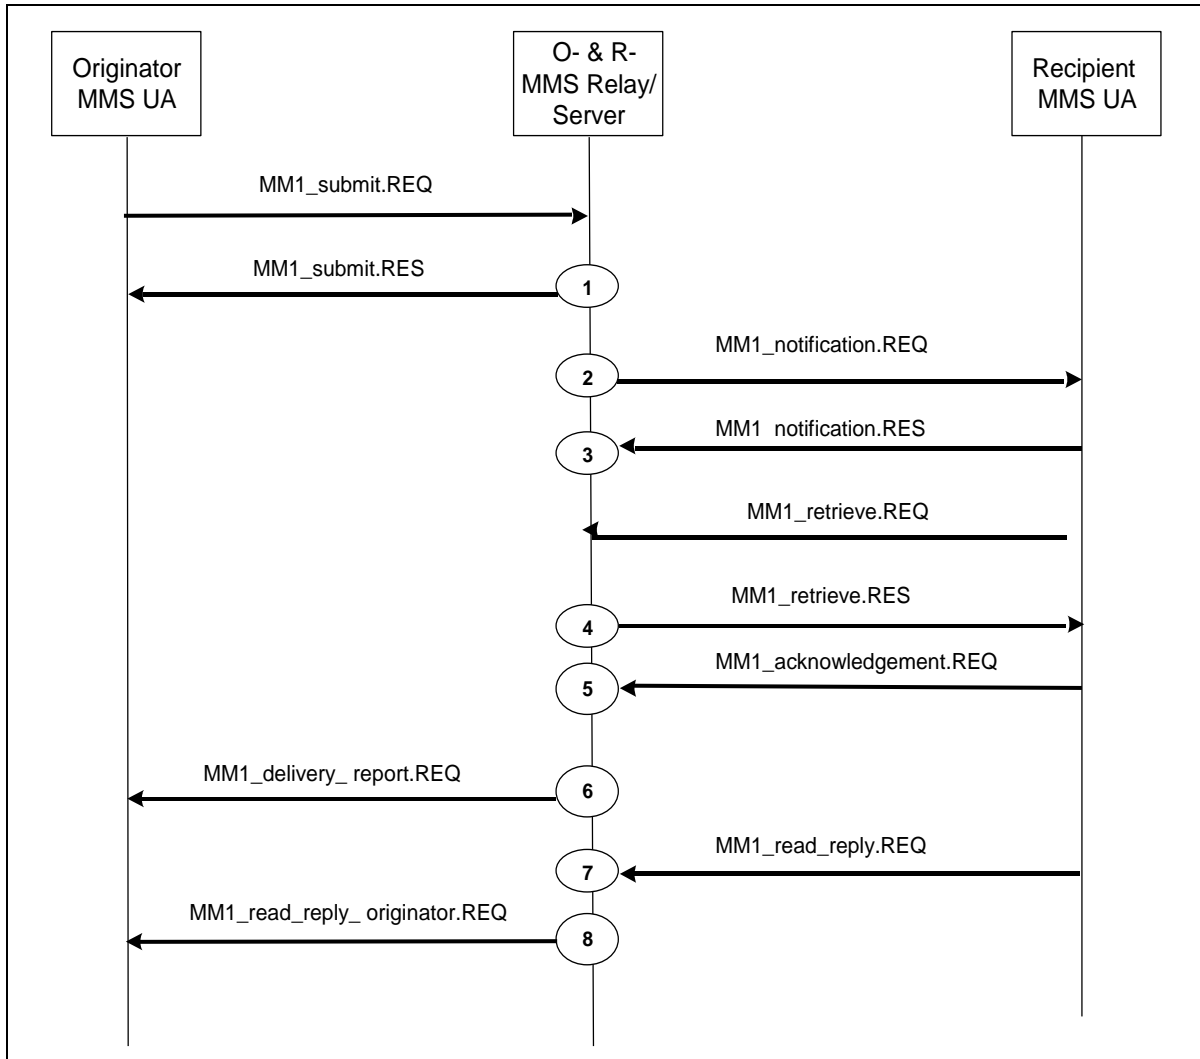 Originator
MMS UA
O- & R-
MMS Relay/
Server
Recipient
MMS UA
MM1_submit.REQ
MM1_submit.RES
1
MM1_notification.REQ
2
MM1 notification.RES
3
MM1_retrieve.REQ
MM1_retrieve.RES
4
MM1_acknowledgement.REQ
5
MM1_delivery_ report.REQ
6
MM1_read_reply.REQ
7
MM1_read_reply_ originator.REQ
8